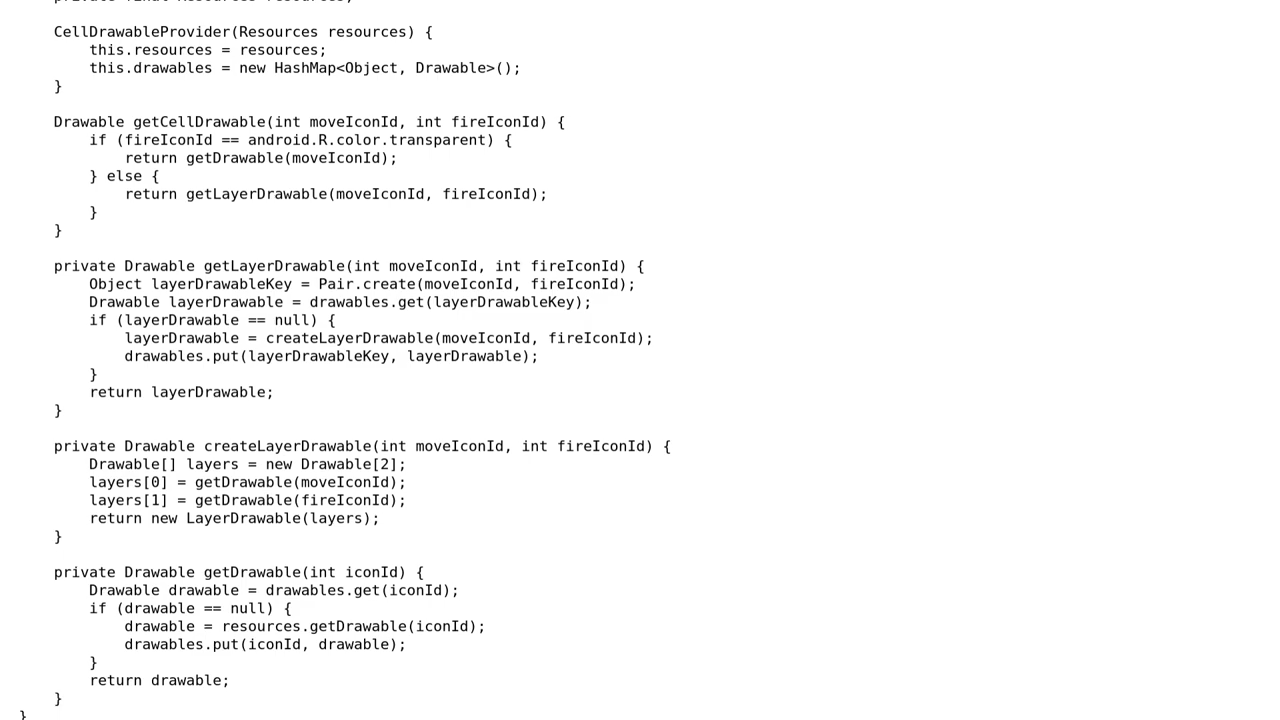 CellDrawableProvider(Resources resources) {
this.resources = resources;
this.drawables = new HashMap<Object, Drawable>();
}
Drawable getCellDrawable(int moveIconId, int fireIconId) {
if (fireIconId == android.R.color.transparent) {
return getDrawable(moveIconId);
} else {
return getLayerDrawable(moveIconId, fireIconId);
}
}
private Drawable getLayerDrawable(int moveIconId, int fireIconId) {
Object layerDrawableKey = Pair.create(moveIconId, fireIconId);
Drawable layerDrawable = drawables.get(layerDrawableKey);
if (layerDrawable == null) {
layerDrawable = createLayerDrawable(moveIconId, fireIconId);
drawables.put(layerDrawableKey, layerDrawable);
}
return layerDrawable;
}
private Drawable createLayerDrawable(int moveIconId, int fireIconId) {
Drawable[] layers = new Drawable[2];
layers[0] = getDrawable(moveIconId);
layers[1] = getDrawable(fireIconId);
return new LayerDrawable(layers);
}
private Drawable getDrawable(int iconId) {
Drawable drawable = drawables.get(iconId);
if (drawable == null) {
drawable = resources.getDrawable(iconId);
drawables.put(iconId, drawable);
}
return drawable;
}
}